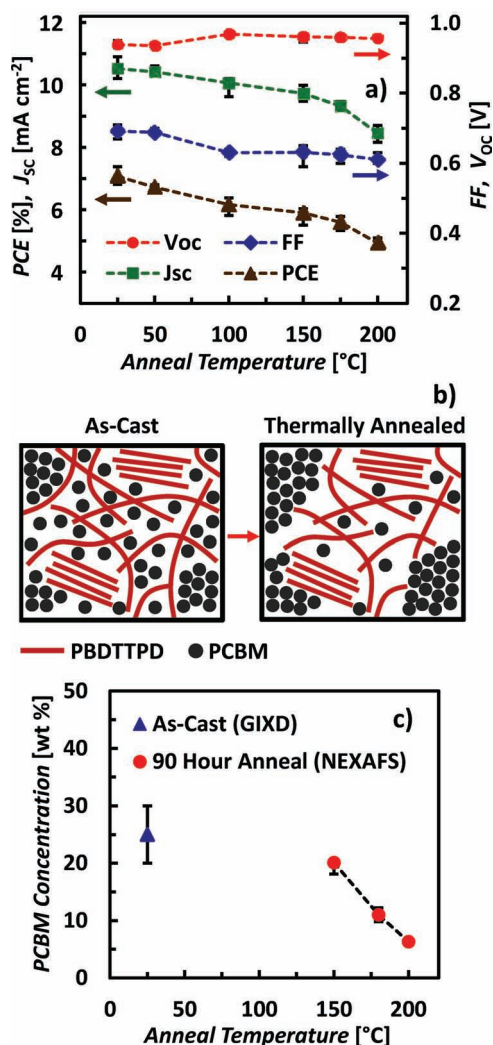 a)
PCE [%], JSC [mA cm-2]
12
10
8
6
4
1.0
0.8
0.6
0.4
0.2
FF, VOC [V]
Voc
FF
Jsc
PCE
0
50
100
150
200
Anneal Temperature [°C]
b)
As-Cast
Thermally Annealed
PBDTTPD
PCBM
c)
PCBM Concentration [wt %]
50
40
30
20
10
0
As-Cast (GIXD)
90 Hour Anneal (NEXAFS)
0
50
100
150
200
Anneal Temperature [°C]